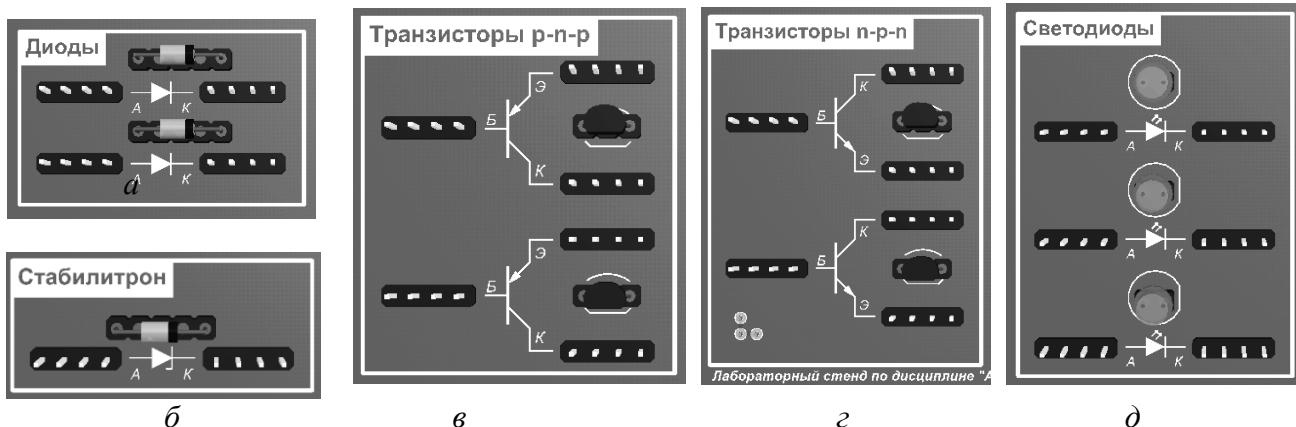 Диоды
А К
А К
а
Стабилитрон
А К
б
Транзисторы p-n-p
Э
Б
К
Э
Б
К
в
Транзисторы n-p-n
К
Б
Э
К
Б
Э
Лабораторный стенд по дисциплине "А
г
Светодиоды
А К
А К
А К
д